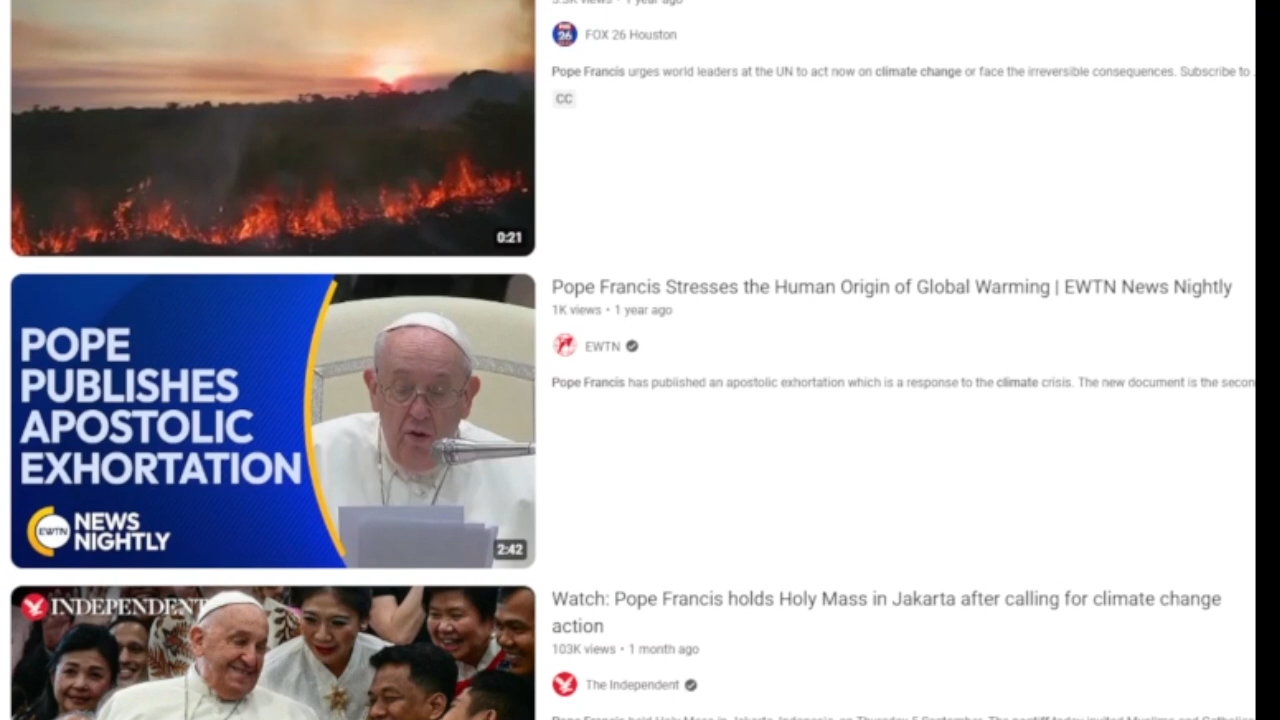 FOX 26 Houston
Pope Francis urges world leaders at the UN to act now on climate change or face the irreversible consequences. Subscribe to
CC
0:21
Pope Francis Stresses the Human Origin of Global Warming | EWTN News Nightly
1K views • 1 year ago
EWTN
Pope Francis has published an apostolic exhortation which is a response to the climate crisis. The new document is the secon
POPE
PUBLISHES
APOSTOLIC
EXHORTATION
EWTN
NEWS
NIGHTLY
2:42
INDEPENDENT
Watch: Pope Francis holds Holy Mass in Jakarta after calling for climate change
action
103K views • 1 month ago
The Independent